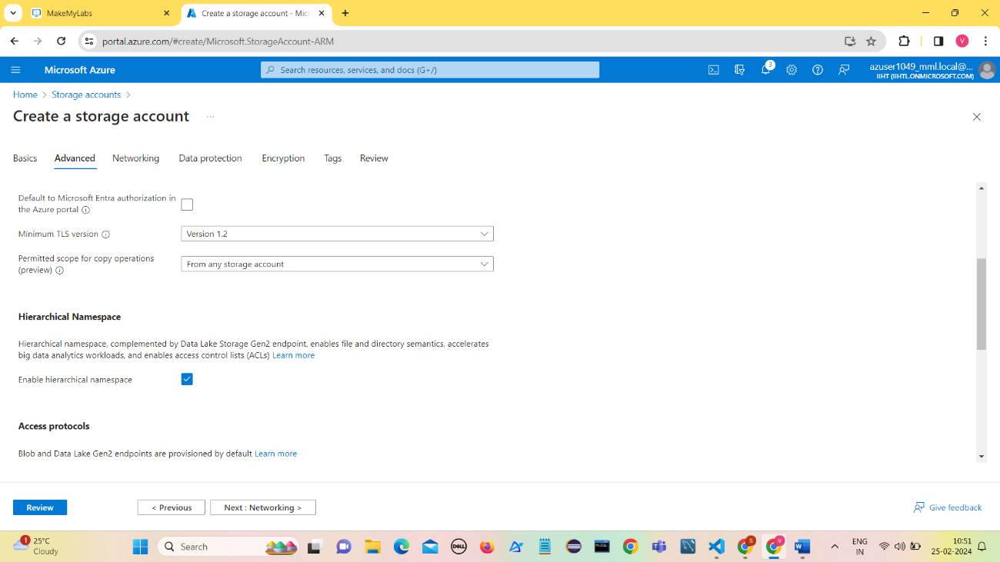 MakeMyLabs
Create a storage account - Mic
portal.azure.com/#create/Microsoft.StorageAccount-ARM
V
Microsoft Azure
Search resources, services, and docs (G+/)
3
azuser1049_mml.local@...
IIHT (IIHTL.ONMICROSOFT.COM)
Home > Storage accounts >
Create a storage account ...
Basics Advanced Networking Data protection Encryption Tags Review
Default to Microsoft Entra authorization in
the Azure portal
Minimum TLS version
Version 1.2
Permitted scope for copy operations
(preview)
From any storage account
Hierarchical Namespace
Hierarchical namespace, complemented by Data Lake Storage Gen2 endpoint, enables file and directory semantics, accelerates
big data analytics workloads, and enables access control lists (ACLs) Learn more
Enable hierarchical namespace
Access protocols
Blob and Data Lake Gen2 endpoints are provisioned by default Learn more
Review
< Previous
Next : Networking >
Give feedback
1
25°C
Cloudy
Search
DELL
S
V
W
ENG
IN
10:51
25-02-2024